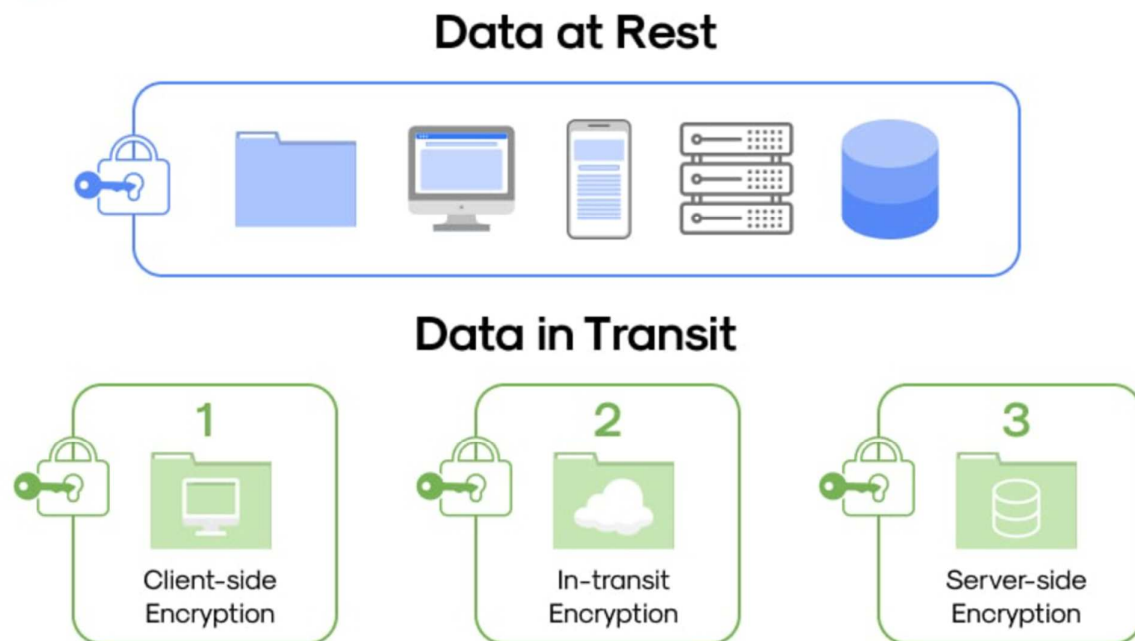 Data at Rest
Data in Transit
1
2
3
Client-side
Encryption
In-transit
Encryption
Server-side
Encryption